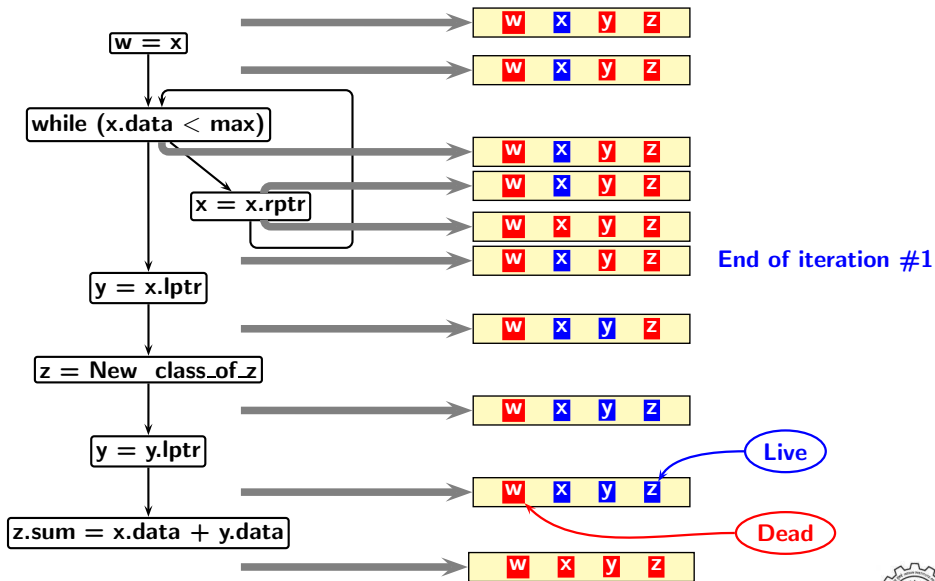 w x y z
w = x
w x y z
while (x.data < max)
w x y z
w x y z
x = x.rptr
w x y z
w x y z End of iteration #1
y = x.lptr
w x y z
z = New class_of_z
w x y z
y = y.lptr
Live
w x y z
z.sum = x.data + y.data
Dead
w x y z